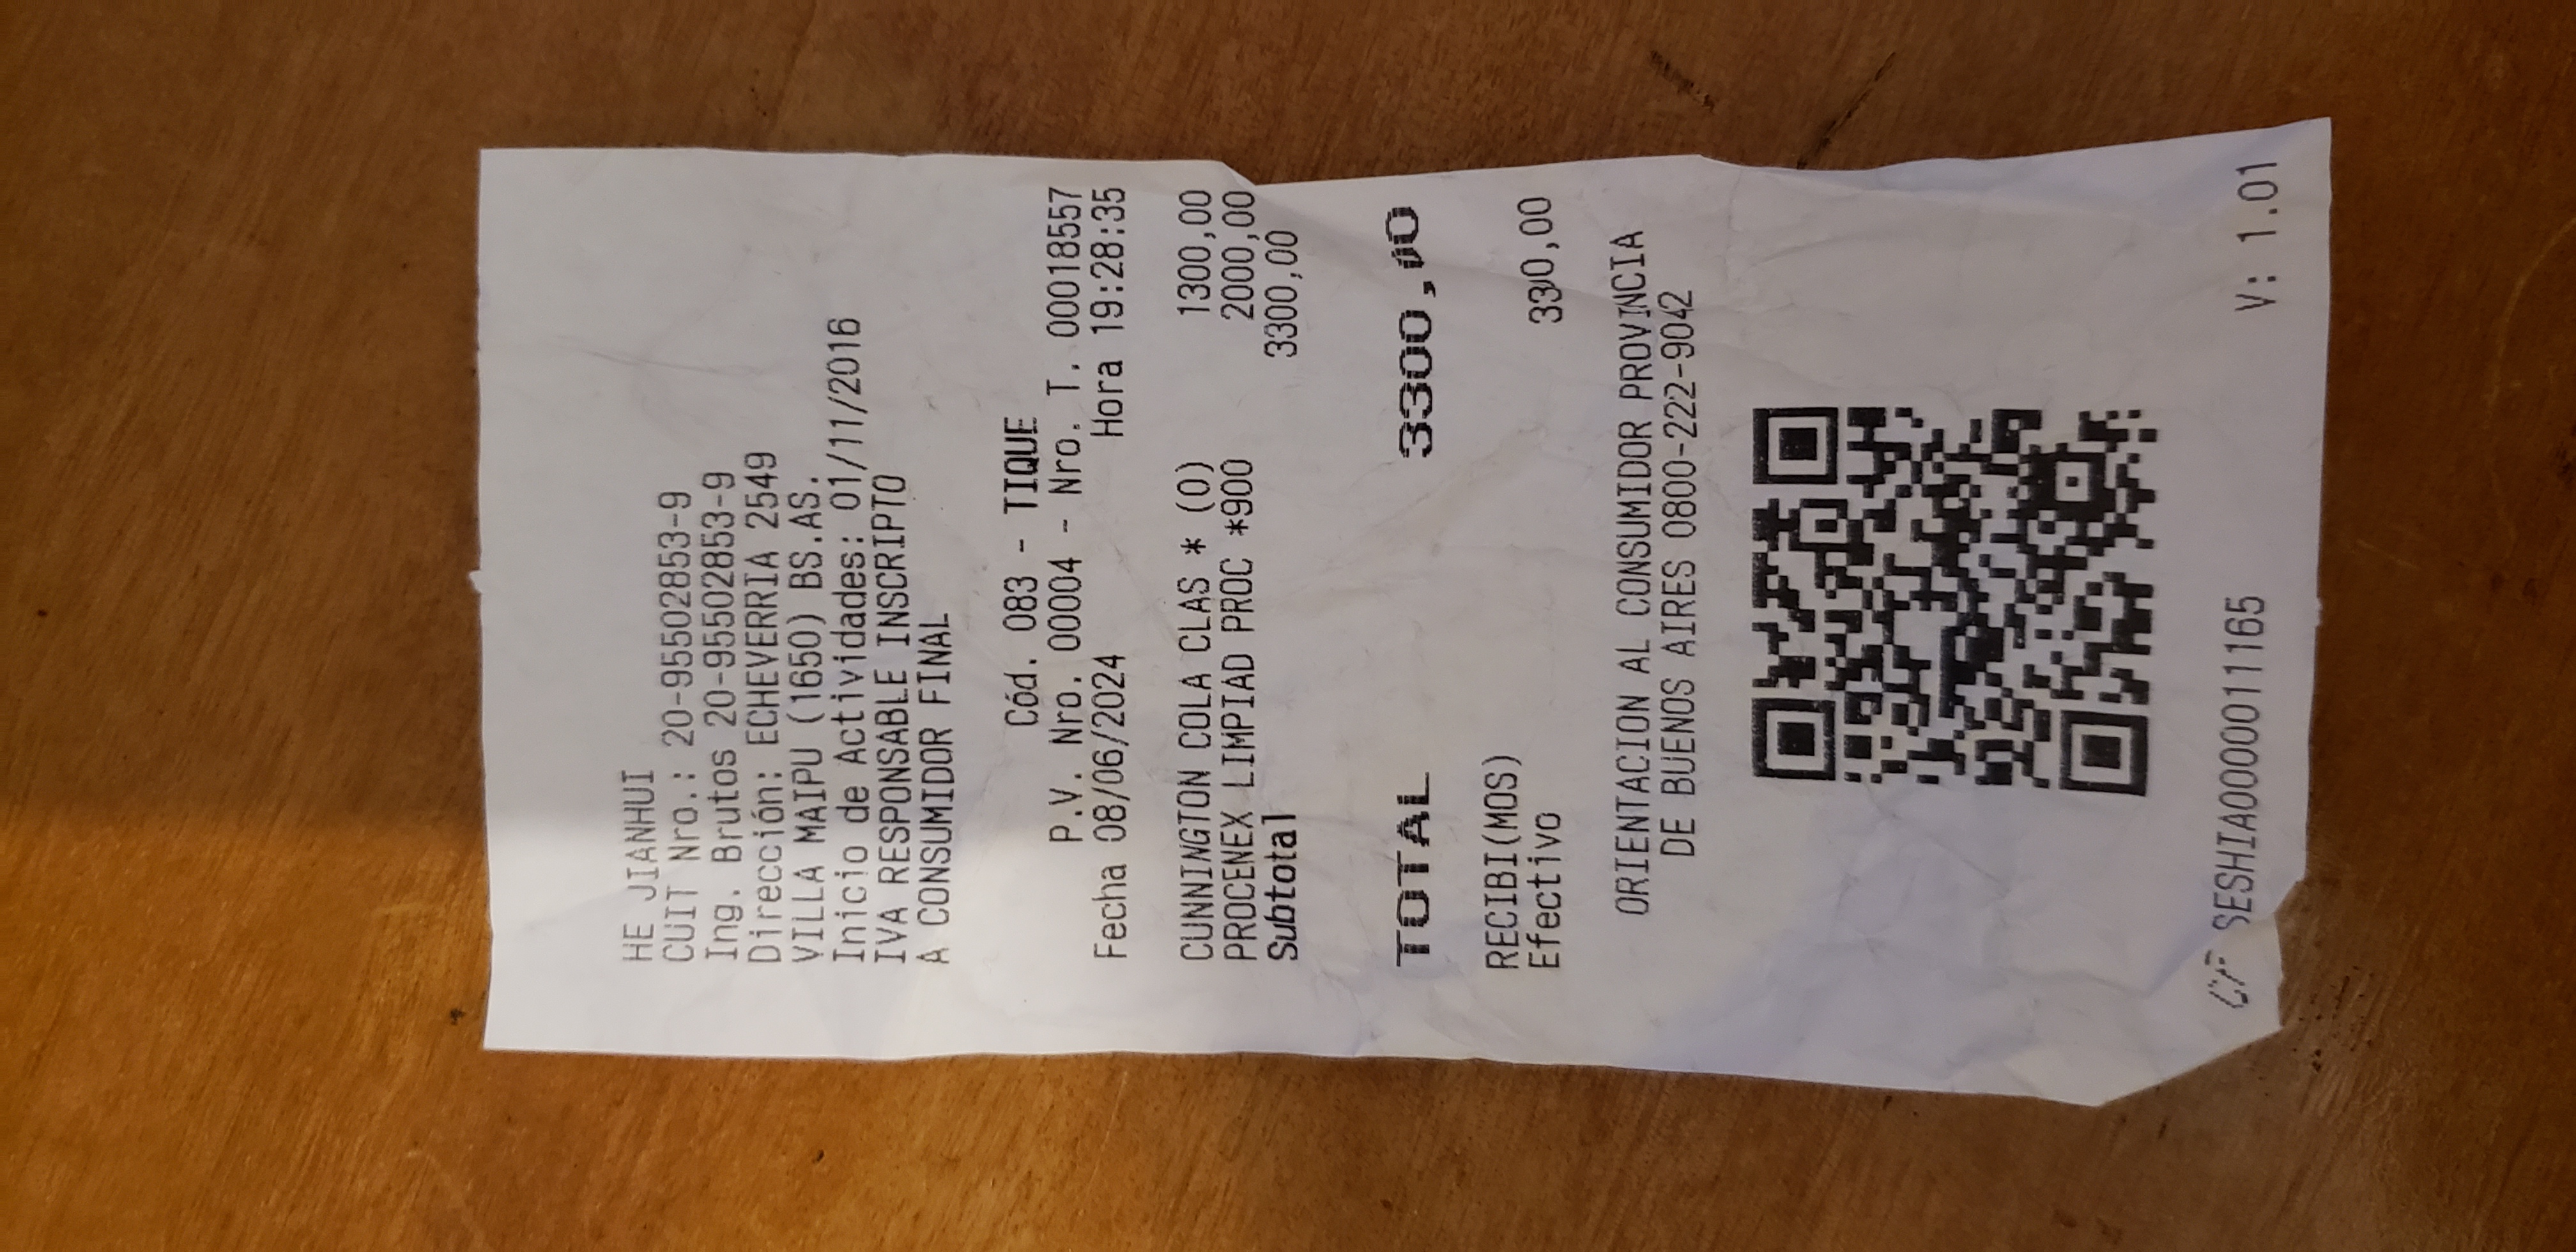 HE JIANHUI
CUIT Nro.: 20-95502853-9
Ing. Brutos 20-95502853-9
Dirección: ECHEVERRIA 2549
VILLA MAIPU (1650) BS.AS.
Inicio de Actividades: 01/11/2016
IVA RESPONSABLE INSCRIPTO
A CONSUMIDOR FINAL
Cód. 083 - TIQUE
P.V. Nro. 00004 - Nro. T. 00018557
Fecha 08/06/2024 Hora 19:28:35
CUNNINGTON COLA CLAS * (0) 1300,00
PROCENEX LIMPIAD PROC *900 2000,00
Subtotal 3300,00
TOTAL 3300,00
RECIBI(MOS)
Efectivo 3300,00
ORIENTACION AL CONSUMIDOR PROVINCIA
DE BUENOS AIRES 0800-222-9042
CF SESHIA0000011165 V: 1.01